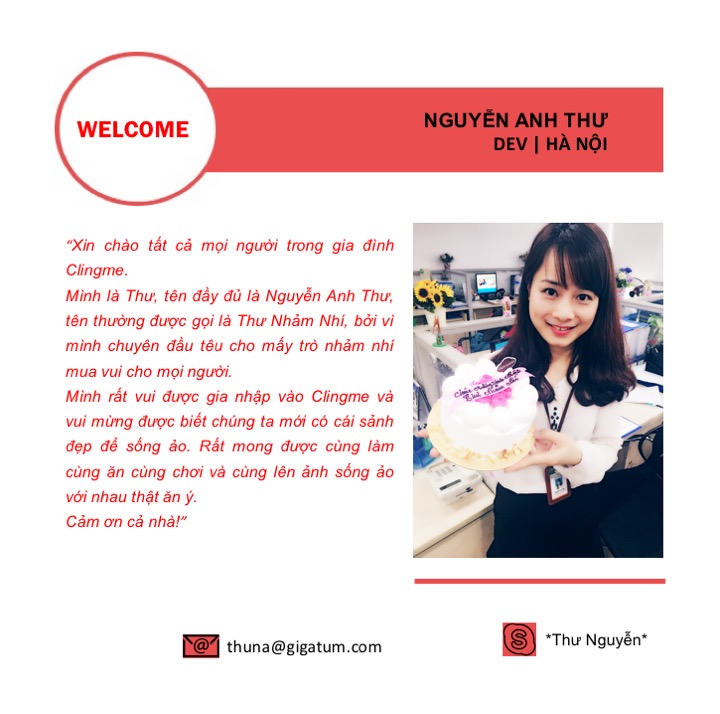 WELCOME
NGUYỄN ANH THƯ
DEV | HÀ NỘI
“Xin chào tất cả mọi người trong gia đình
Clingme.
Mình là Thư, tên đầy đủ là Nguyễn Anh Thư,
tên thường được gọi là Thư Nhảm Nhí, bởi vì
mình chuyên đầu têu cho mấy trò nhảm nhí
mua vui cho mọi người.
Mình rất vui được gia nhập vào Clingme và
vui mừng được biết chúng ta mới có cái sảnh
đẹp để sống ảo. Rất mong được cùng làm
cùng ăn cùng chơi và cùng lên ảnh sống ảo
với nhau thật ăn ý.
Cảm ơn cả nhà!”
thuna@gigatum.com
*Thư Nguyễn*